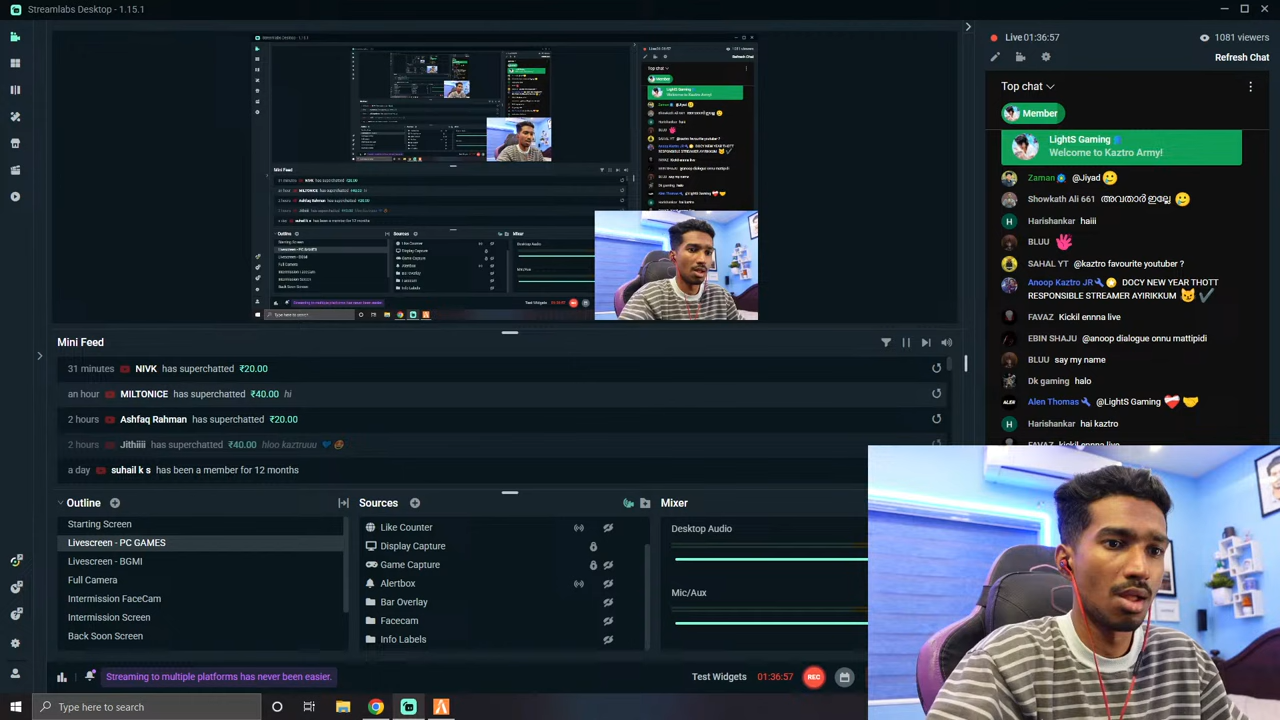 Streamlabs Desktop - 1.15.1
Live 01:36:57
1081 viewers
Refresh Chat
Top chat
Member
LightS Gaming
Welcome to Kaztro Army!
Zaman @Jiyad
Showkath Ali 661
Harishankar haiii
BLUU
SAHAL YT @kaztro favourite youtuber ?
Anoop Kaztro JR DOCY NEW YEAR THOTT
RESPONSIBLE STREAMER AYIRIKKUM
FAVAZ Kickil ennna live
EBIN SHAJU @anoop dialogue onnu mattipidi
BLUU say my name
Dk gaming halo
Alen Thomas @LightS Gaming
Harishankar hai kaztro
FAVAZ kickil ennna live
Mini Feed
31 minutes NIVK has superchatted ₹20.00
an hour MILTONICE has superchatted ₹40.00 hi
2 hours Ashfaq Rahman has superchatted ₹20.00
2 hours Jithiiii has superchatted ₹40.00 hloo kaztruuu
a day suhail k s has been a member for 12 months
Outline
Starting Screen
Livescreen - PC GAMES
Livescreen - BGMI
Full Camera
Intermission FaceCam
Intermission Screen
Back Soon Screen
Sources
Like Counter
Display Capture
Game Capture
Alertbox
Bar Overlay
Facecam
Info Labels
Mixer
Desktop Audio
Mic/Aux
Streaming to multiple platforms has never been easier.
Test Widgets 01:36:57 REC
Type here to search